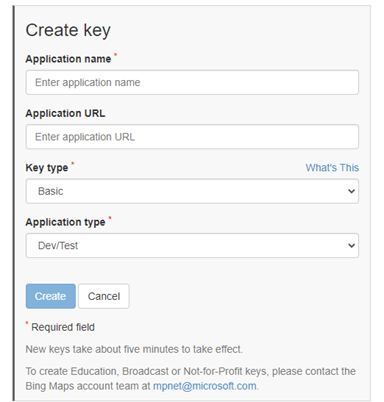 Create key
Application name *
Enter application name
Application URL
Enter application URL
Key type * What's This
Basic
Application type *
Dev/Test
Create Cancel
* Required field
New keys take about five minutes to take effect.
To create Education, Broadcast or Not-for-Profit keys, please contact the
Bing Maps account team at mpnet@microsoft.com.